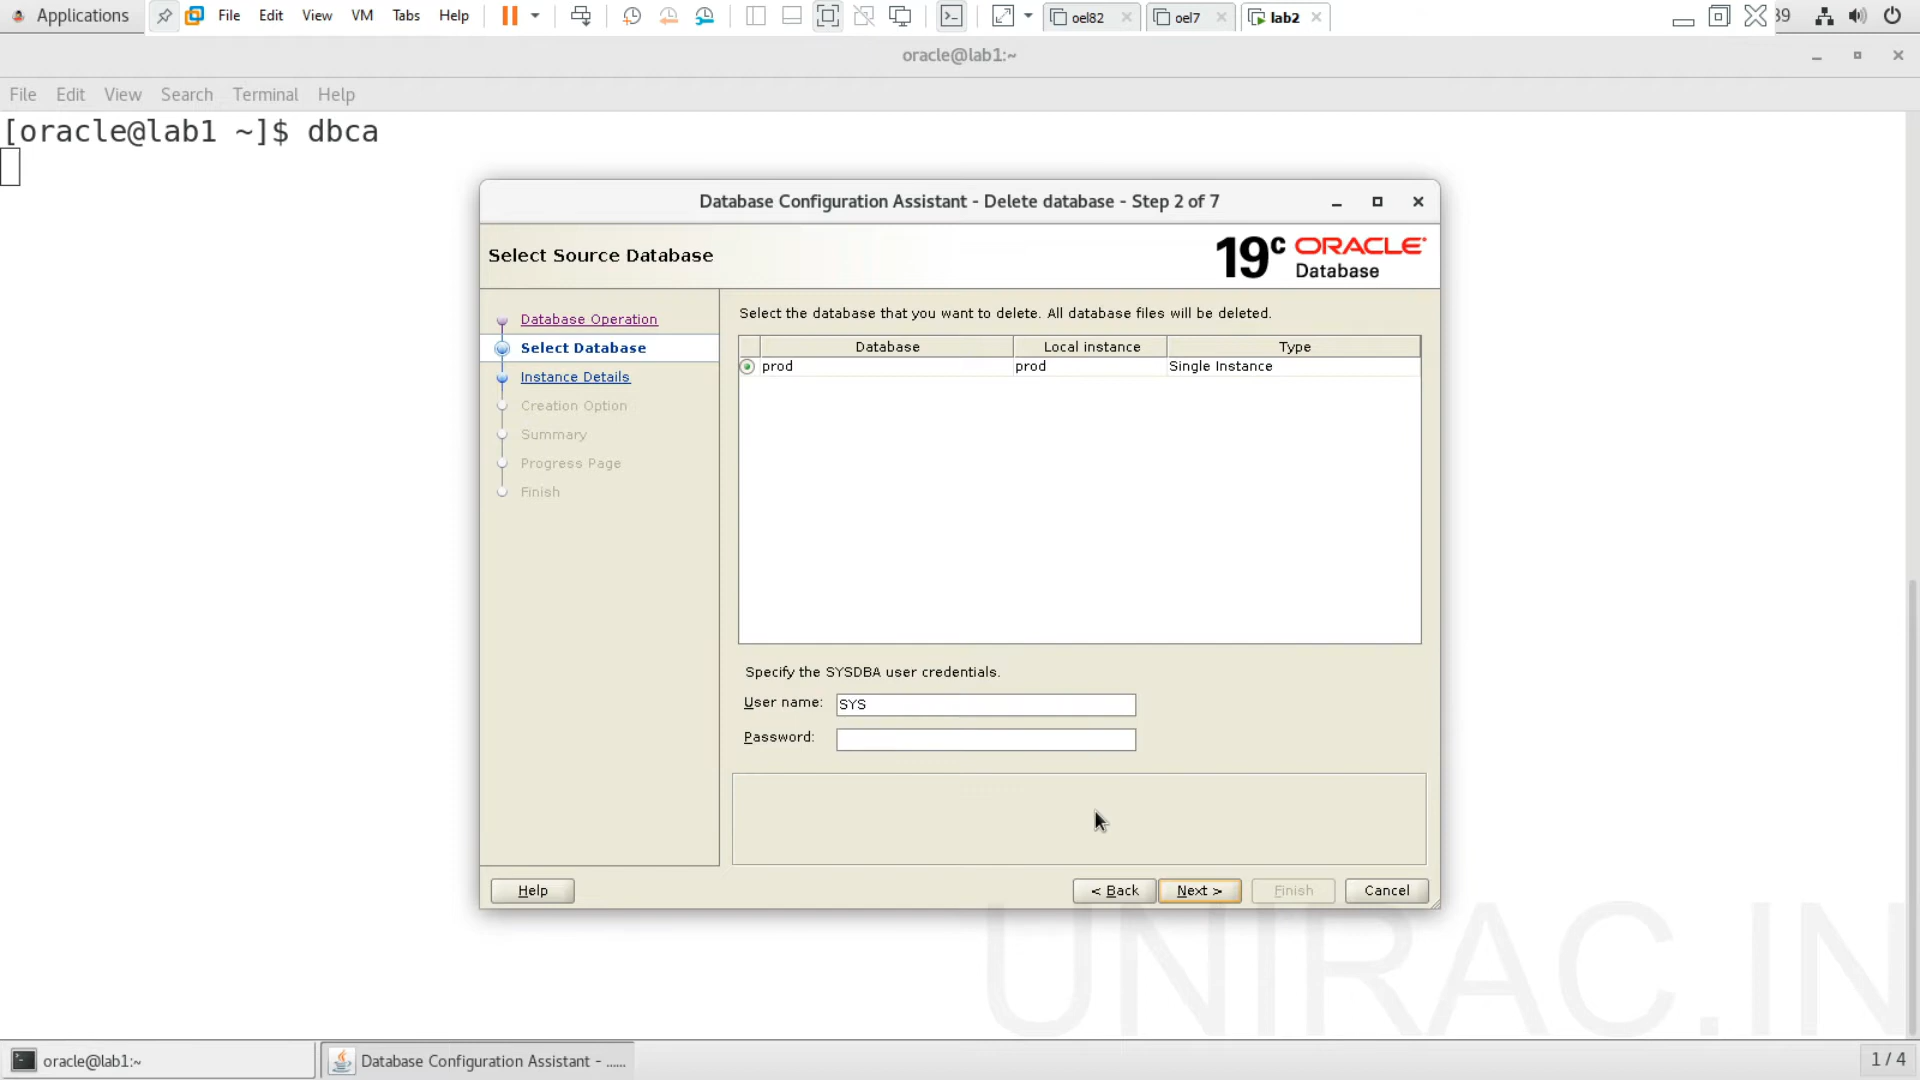 Applications File Edit View VM Tabs Help oel82 oel7 lab2 39
oracle@lab1:~
File Edit View Search Terminal Help
[oracle@lab1 ~]$ dbca
Database Configuration Assistant - Delete database - Step 2 of 7
Select Source Database
19c ORACLE
Database
Database Operation
Select Database
Instance Details
Creation Option
Summary
Progress Page
Finish
Select the database that you want to delete. All database files will be deleted.
Database Local instance Type
prod prod Single Instance
Specify the SYSDBA user credentials.
User name: SYS
Password:
Help < Back Next > Finish Cancel
UNIRAC.IN
oracle@lab1:~ Database Configuration Assistant - ...... 1 / 4